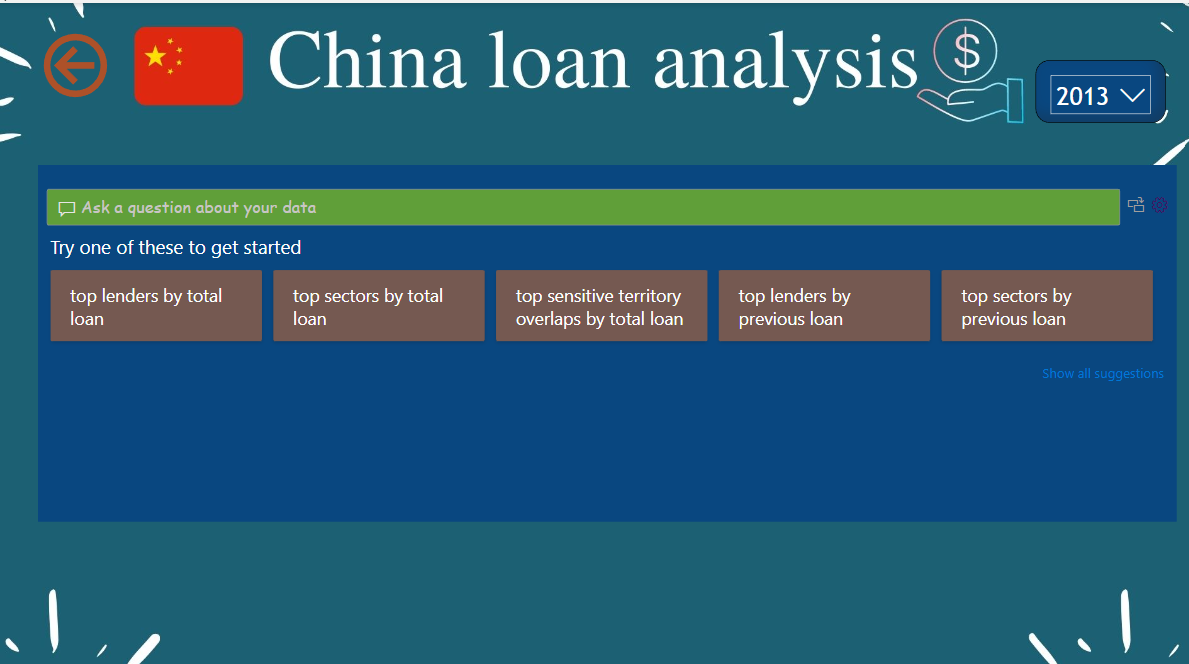 China loan analysis
$
2013
Ask a question about your data
Try one of these to get started
top lenders by total
loan
top sectors by total
loan
top sensitive territory
overlaps by total loan
top lenders by
previous loan
top sectors by
previous loan
Show all suggestions